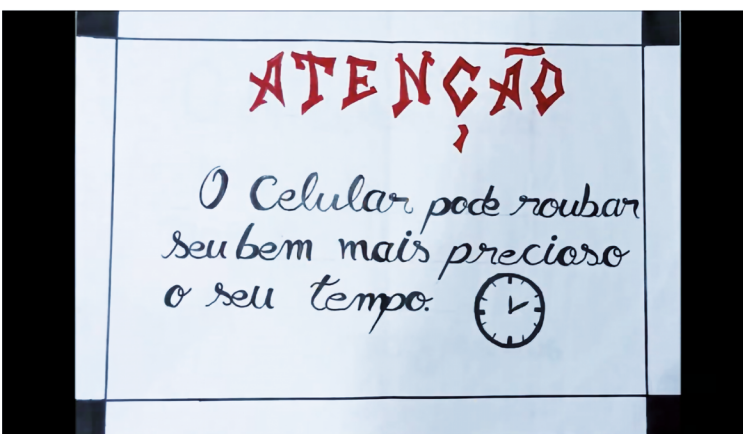 ATENÇÃO
O Celular pode roubar
seu bem mais precioso
o seu tempo.